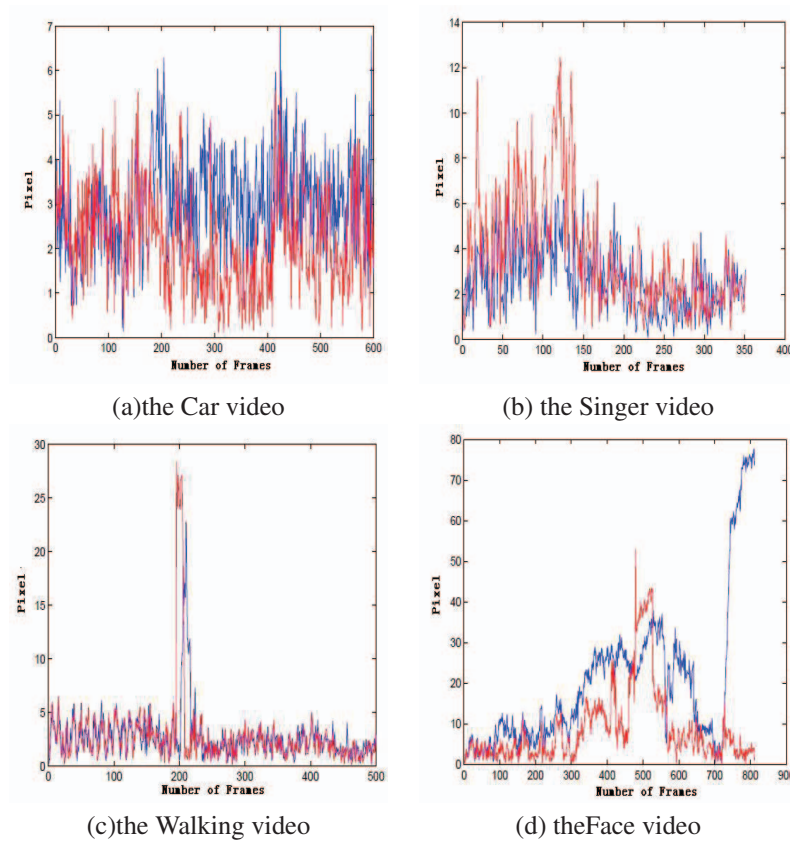 7
6
5
4
3
2
1
0
Pixel
0 100 200 300 400 500 600
Number of Frames
(a)the Car video
14
12
10
8
6
4
2
0
Pixel
0 50 100 150 200 250 300 350 400
Number of Frames
(b) the Singer video
30
25
20
15
10
5
0
Pixel
0 100 200 300 400 500
Number of Frames
(c)the Walking video
80
70
60
50
40
30
20
10
0
Pixel
0 100 200 300 400 500 600 700 800 900
Number of Frames
(d) theFace video